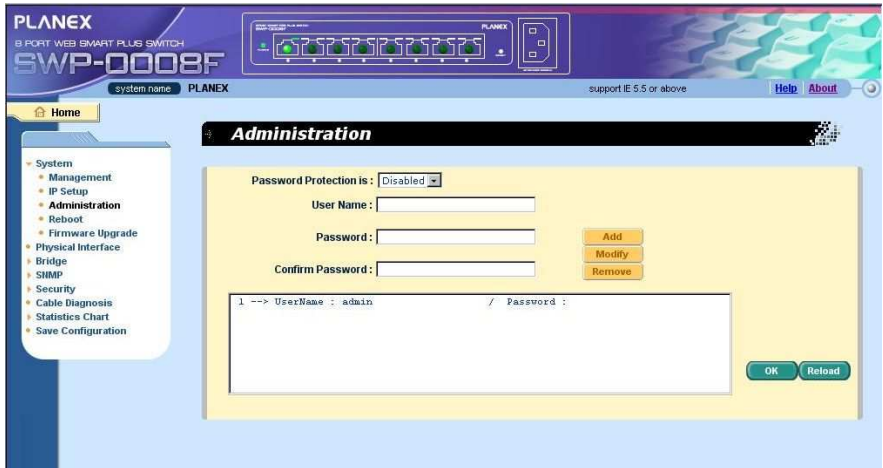 PLANEX
8 PORT WEB SMART PLUS SWITCH
SWP-0008F
PLANEX
system name PLANEX
support IE 5.5 or above
Help About
Home
Administration
System
Management
IP Setup
Administration
Reboot
Firmware Upgrade
Physical Interface
Bridge
SNMP
Security
Cable Diagnosis
Statistics Chart
Save Configuration
Password Protection is : Disabled
User Name :
Password :
Confirm Password :
Add
Modify
Remove
1 --> UserName : admin / Password :
OK Reload